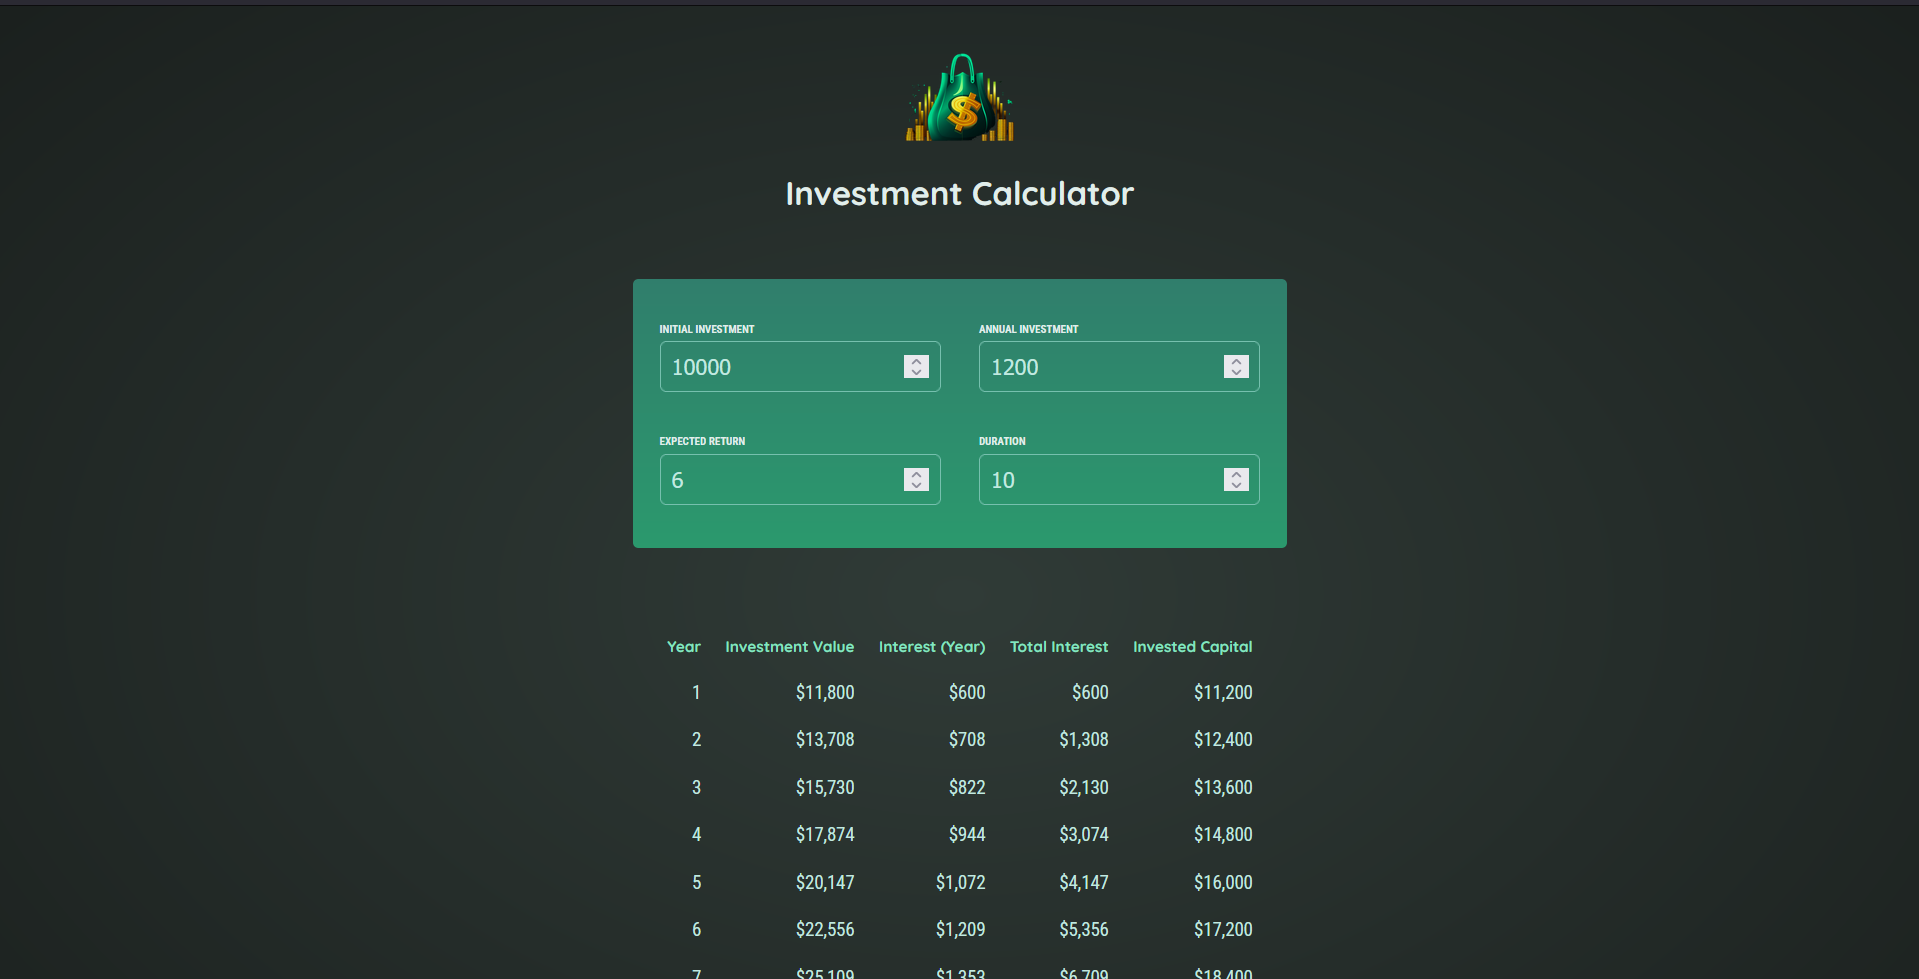 $
Investment Calculator
INITIAL INVESTMENT ANNUAL INVESTMENT
10000 1200
EXPECTED RETURN DURATION
6 10
Year Investment Value Interest (Year) Total Interest Invested Capital
1 $11,800 $600 $600 $11,200
2 $13,708 $708 $1,308 $12,400
3 $15,730 $822 $2,130 $13,600
4 $17,874 $944 $3,074 $14,800
5 $20,147 $1,072 $4,147 $16,000
6 $22,556 $1,209 $5,356 $17,200
7 $25,109 $1,353 $6,709 $18,400